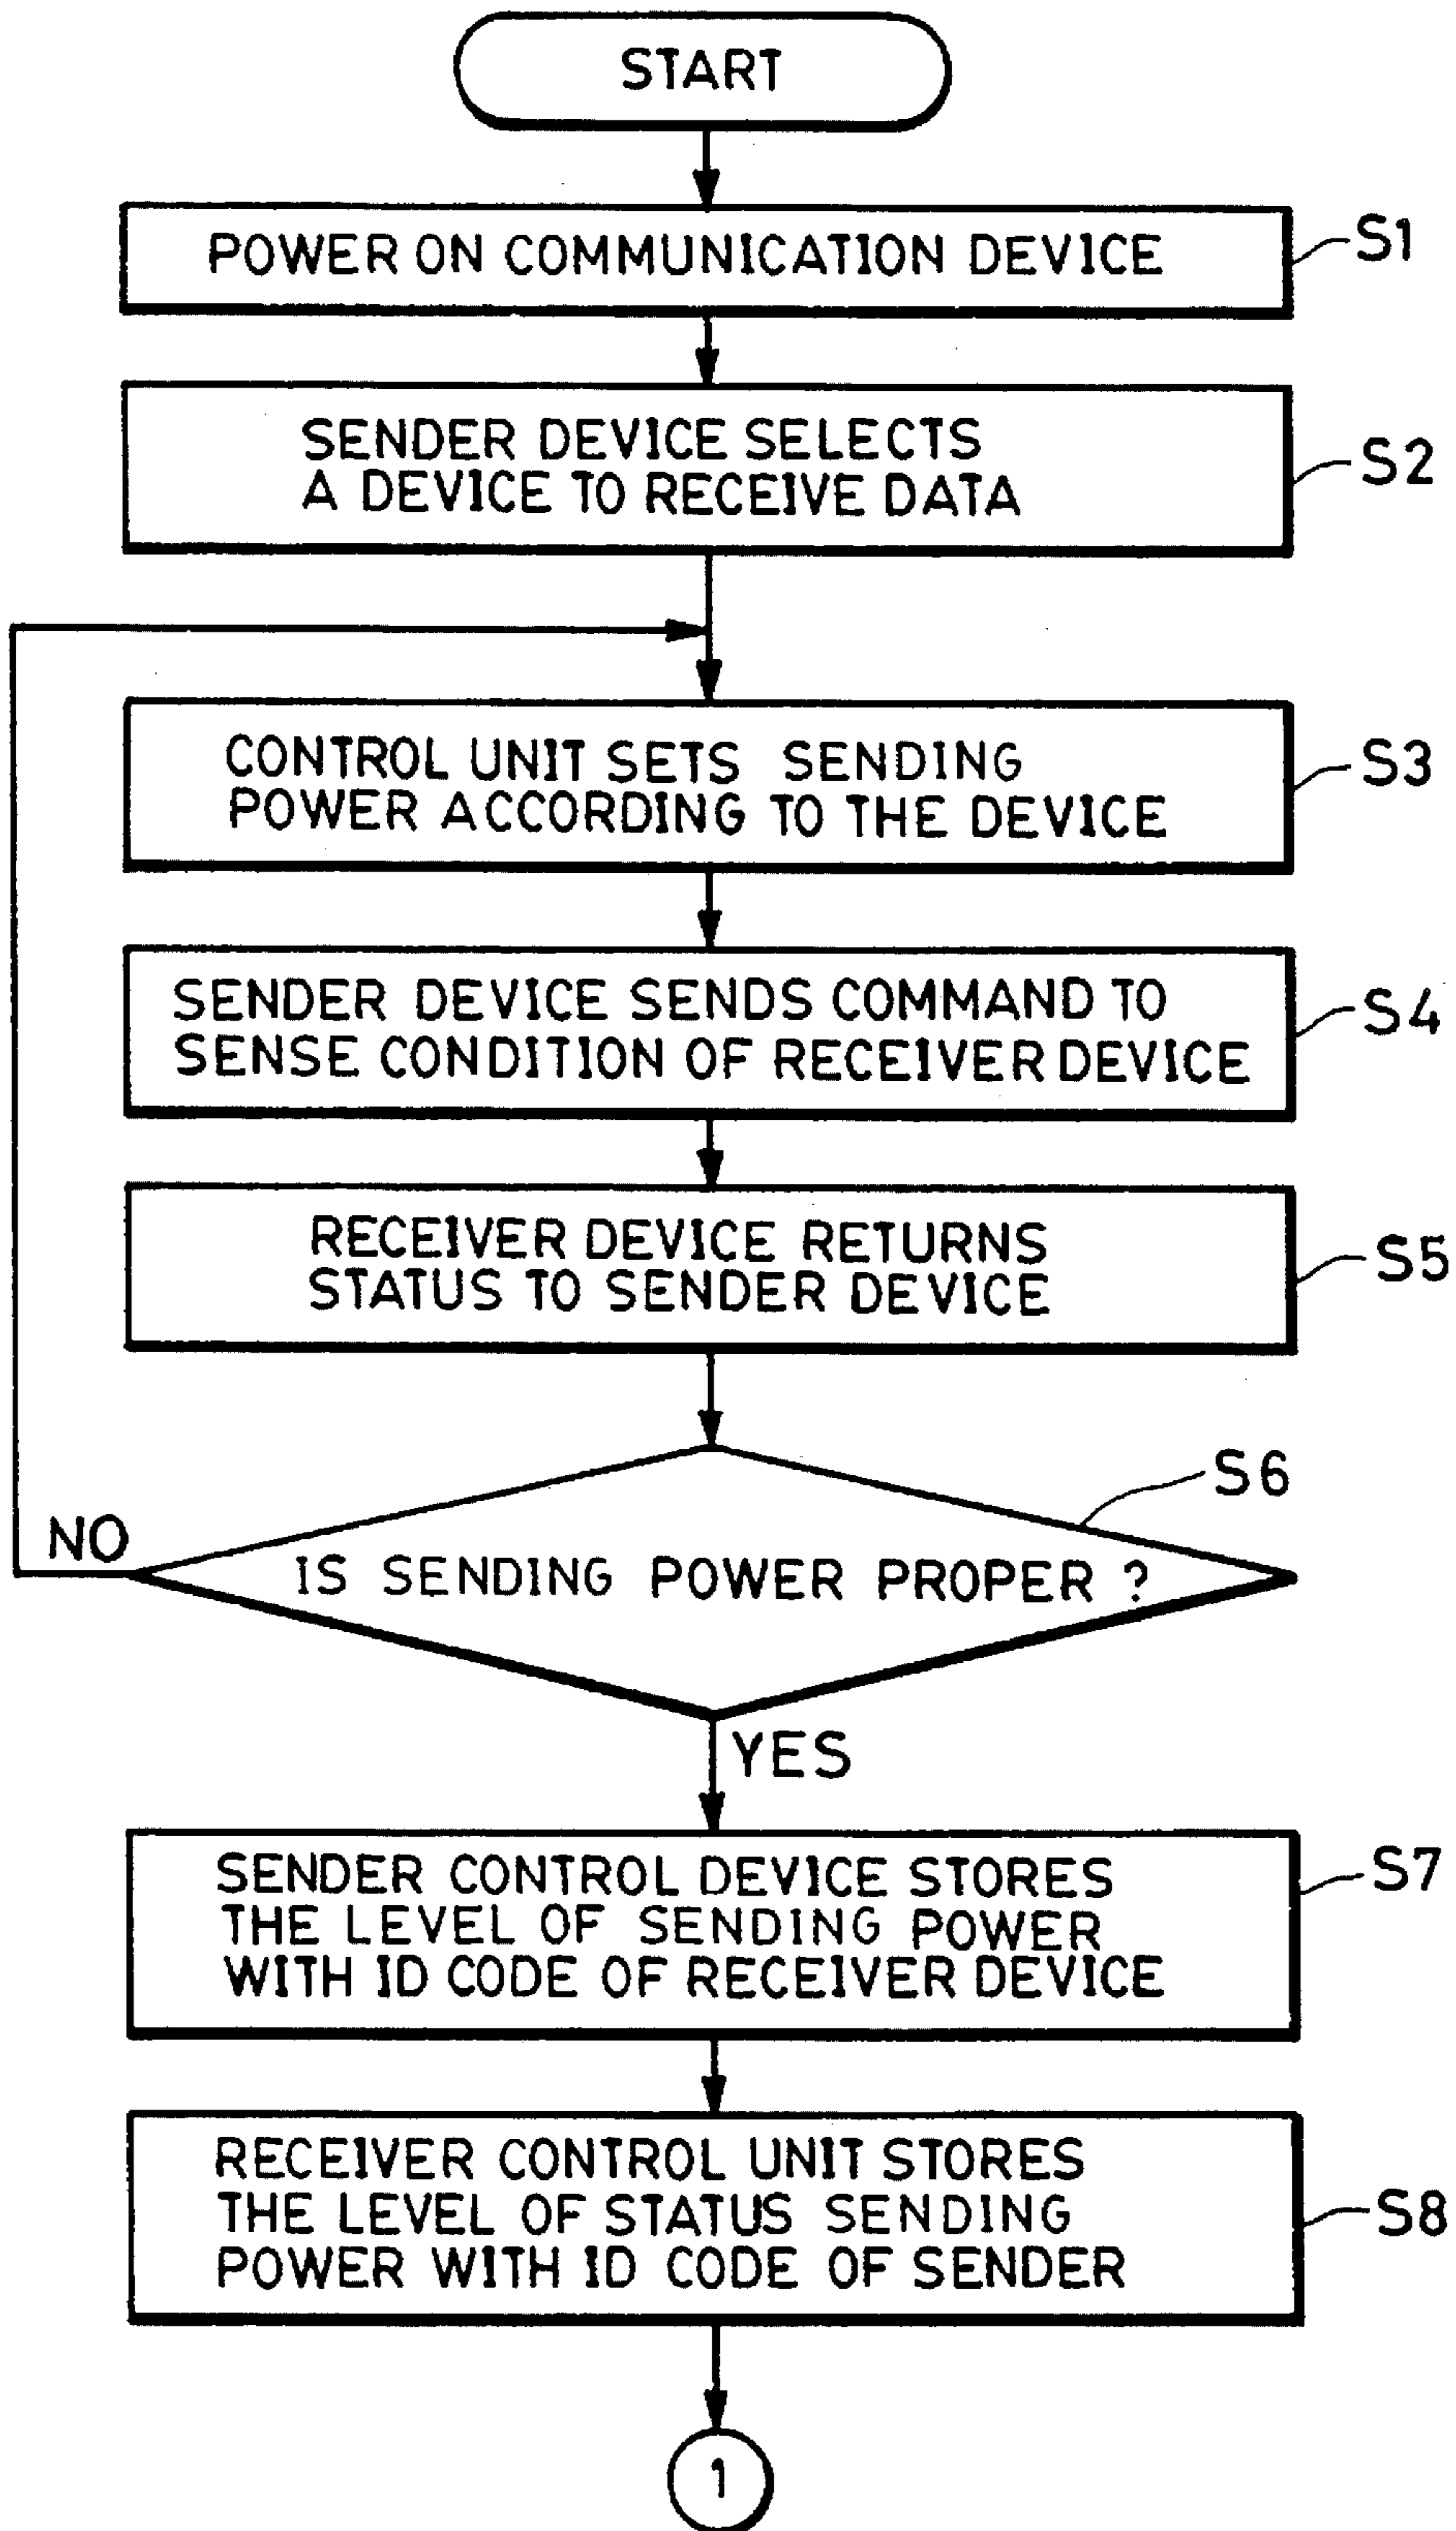 START
POWER ON COMMUNICATION DEVICE
S1
SENDER DEVICE SELECTS
A DEVICE TO RECEIVE DATA
S2
CONTROL UNIT SETS SENDING
POWER ACCORDING TO THE DEVICE
S3
SENDER DEVICE SENDS COMMAND TO
SENSE CONDITION OF RECEIVER DEVICE
S4
RECEIVER DEVICE RETURNS
STATUS TO SENDER DEVICE
S5
S6
NO
IS SENDING POWER PROPER ?
YES
SENDER CONTROL DEVICE STORES
THE LEVEL OF SENDING POWER
WITH ID CODE OF RECEIVER DEVICE
S7
RECEIVER CONTROL UNIT STORES
THE LEVEL OF STATUS SENDING
POWER WITH ID CODE OF SENDER
S8
1